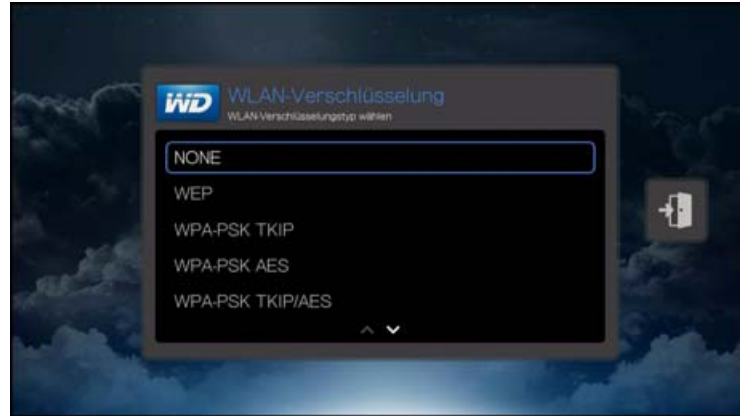 WD
WLAN-Verschlüsselung
WLAN-Verschlüsselungstyp wählen
NONE
WEP
WPA-PSK TKIP
WPA-PSK AES
WPA-PSK TKIP/AES